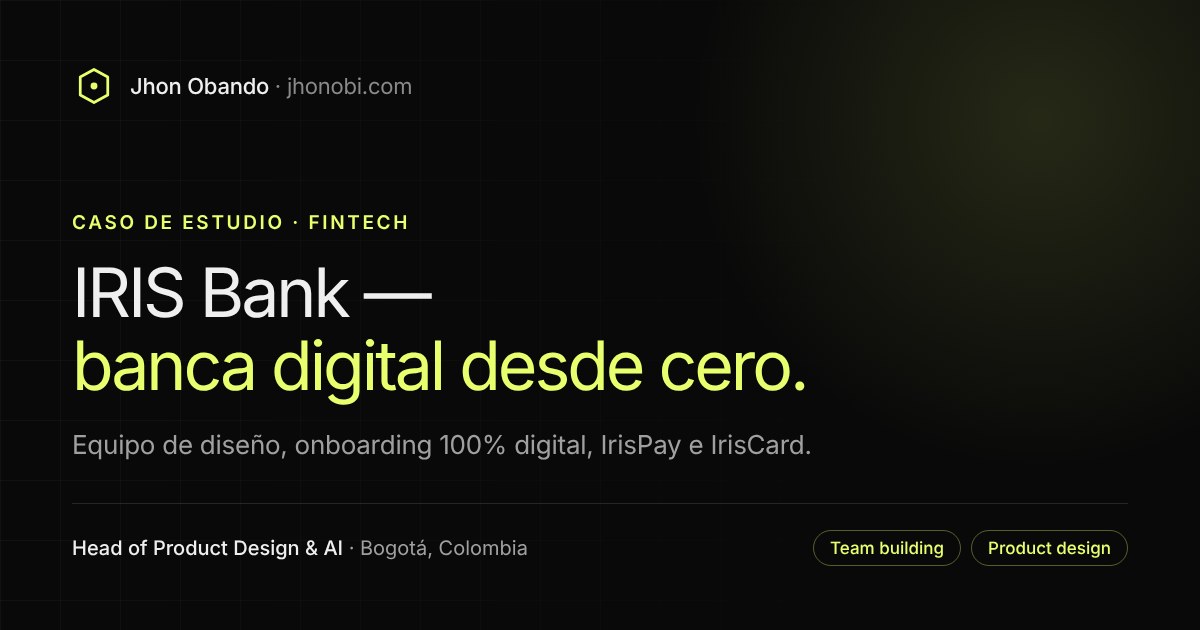 Jhon Obando · jhonobi.com
CASO DE ESTUDIO · FINTECH
IRIS Bank —
banca digital desde cero.
Equipo de diseño, onboarding 100% digital, IrisPay e IrisCard.
Head of Product Design & AI · Bogotá, Colombia
Team building
Product design